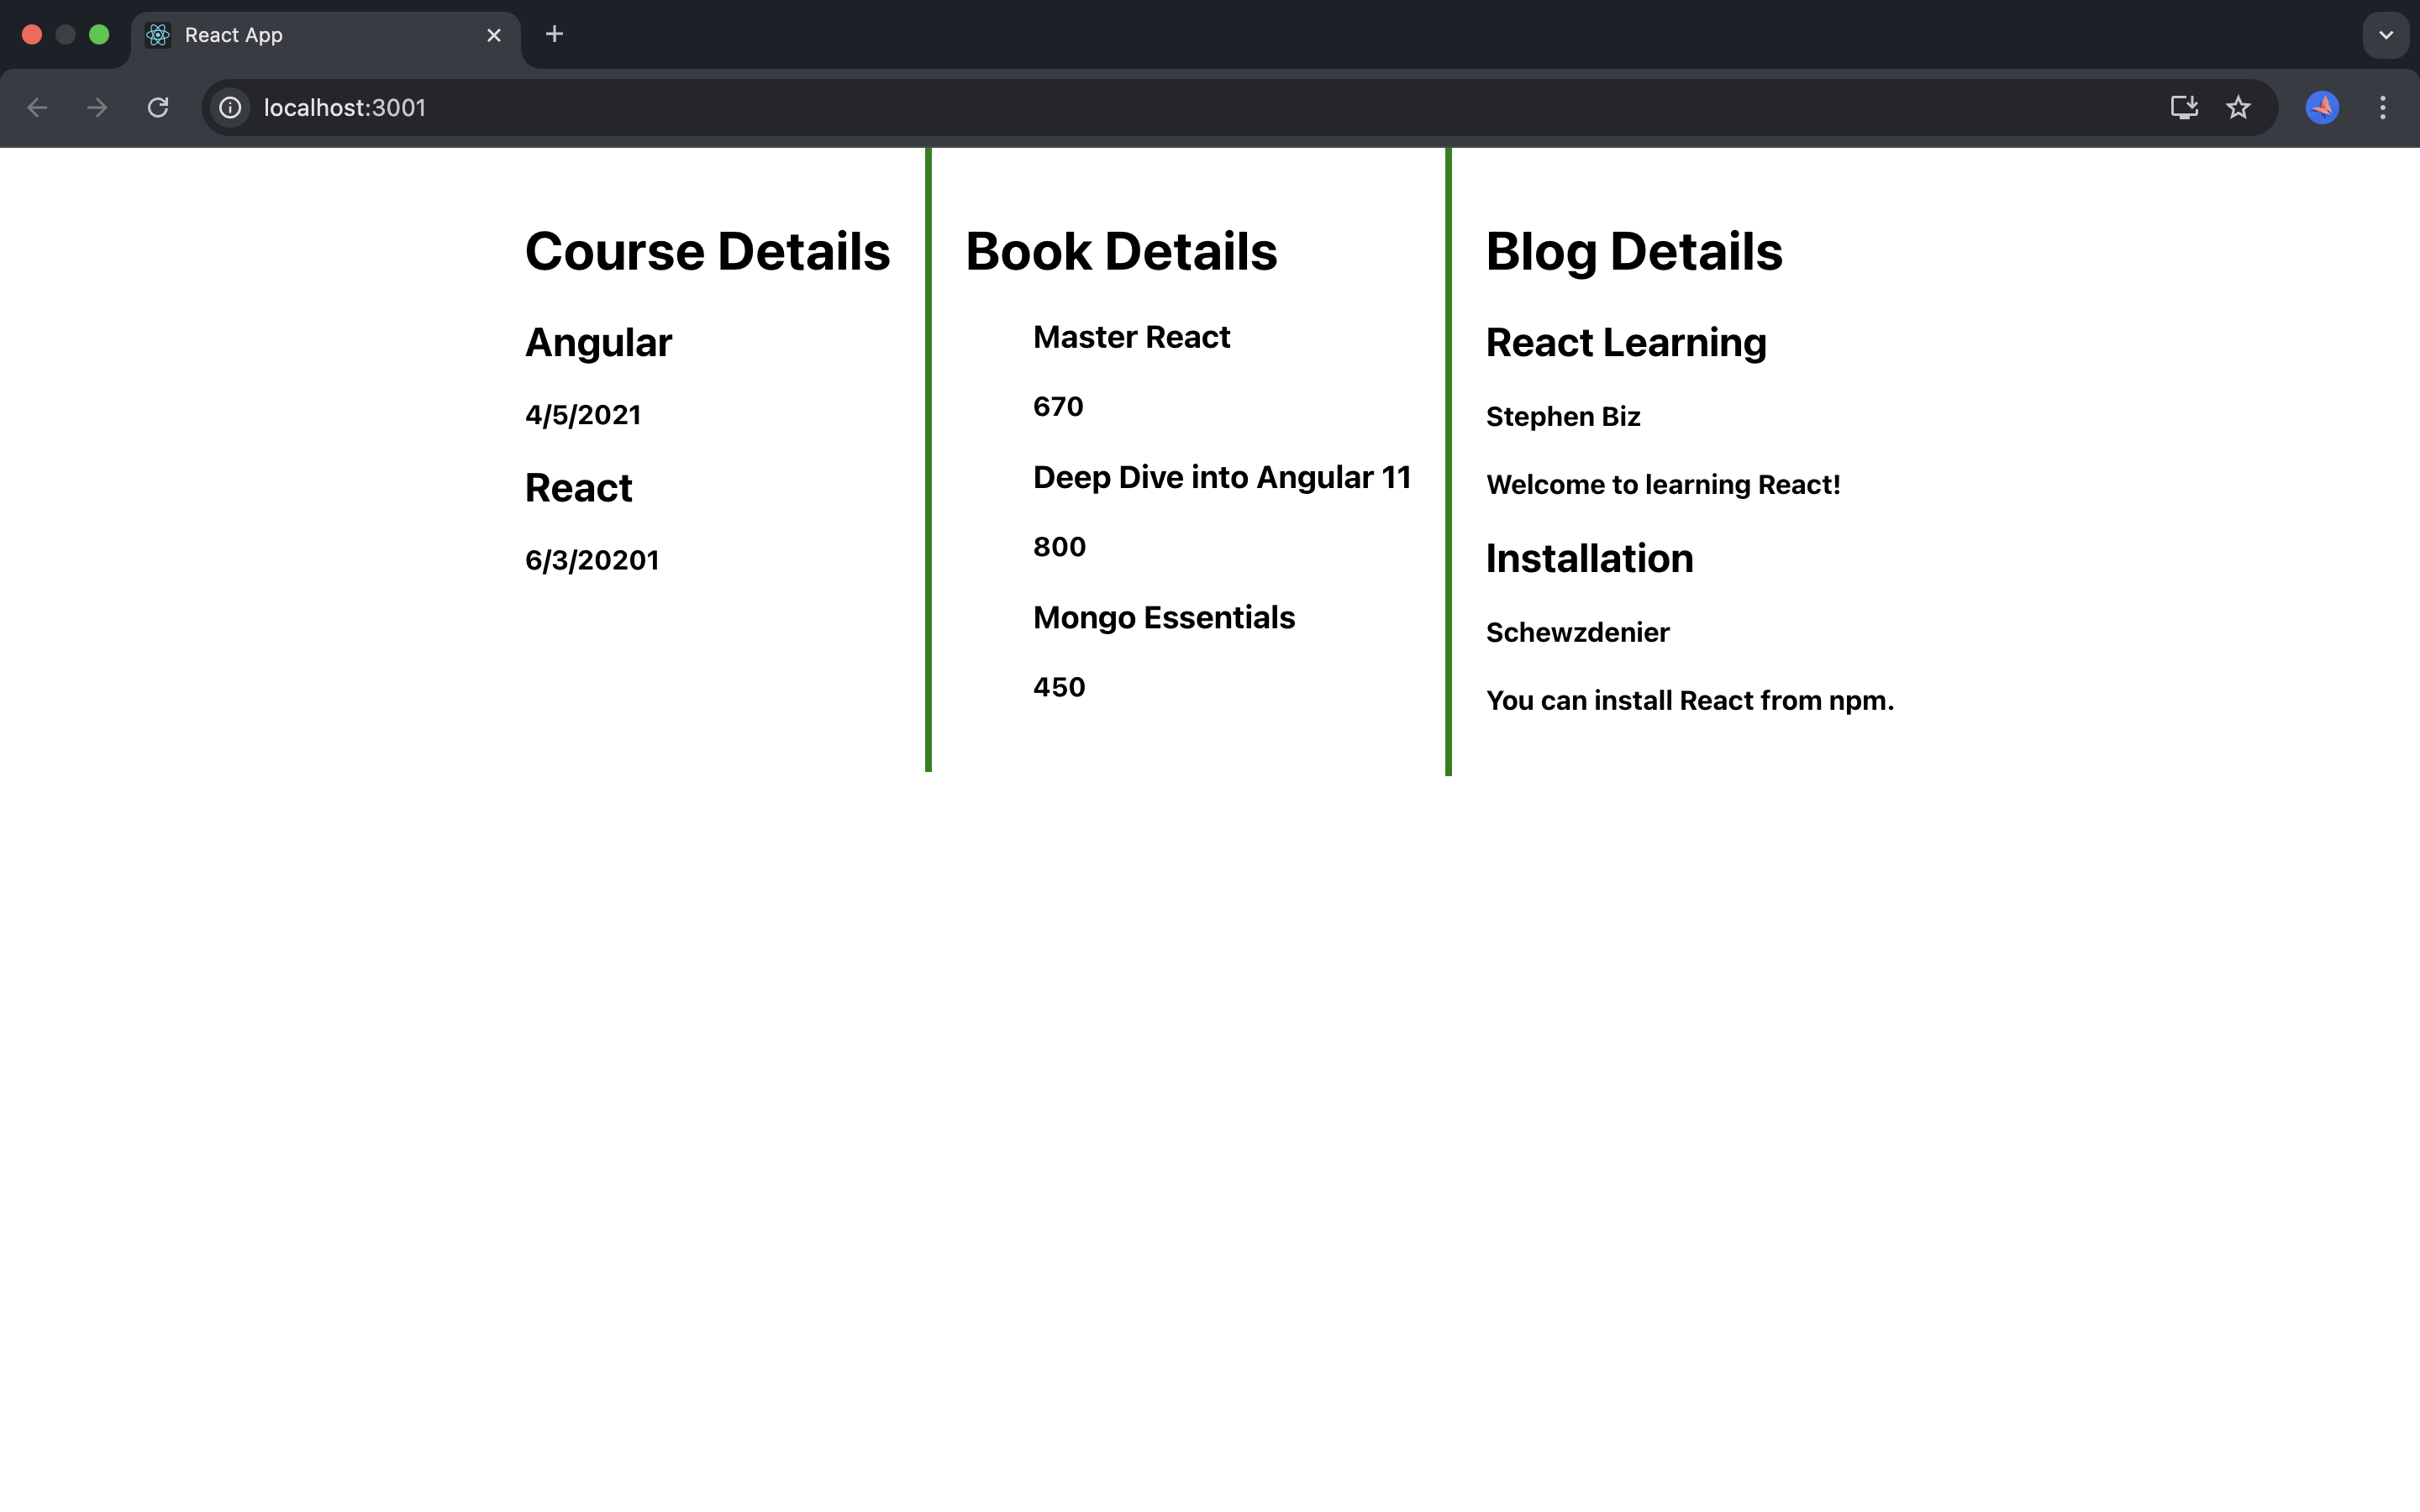 React App
localhost:3001
Course Details
Angular
4/5/2021
React
6/3/20201
Book Details
Master React
670
Deep Dive into Angular 11
800
Mongo Essentials
450
Blog Details
React Learning
Stephen Biz
Welcome to learning React!
Installation
Schewzdenier
You can install React from npm.